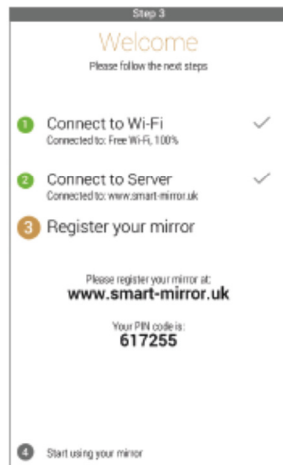 Step 3
Welcome
Please follow the next steps
1 Connect to Wi-Fi
Connected to: Free Wi-Fi, 100%
2 Connect to Server
Connected to: www.smart-mirror.uk
3 Register your mirror
Please register your mirror at:
www.smart-mirror.uk
Your PIN code is:
617255
4 Start using your mirror